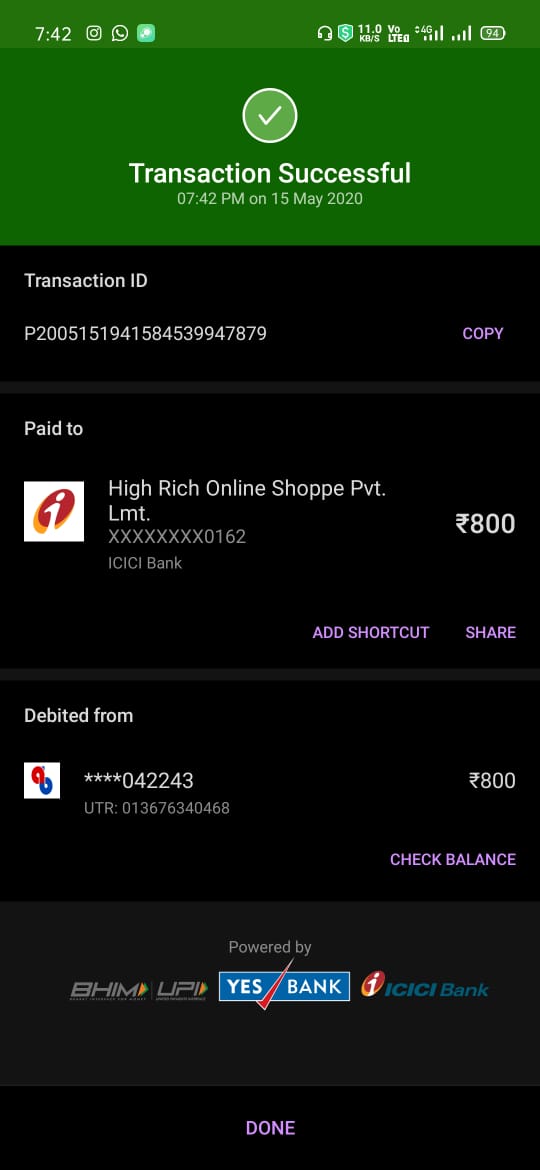 7:42
11.0 KB/S Vo LTE 4G 94
Transaction Successful
07:42 PM on 15 May 2020
Transaction ID
P2005151941584539947879
COPY
Paid to
High Rich Online Shoppe Pvt.
Lmt.
XXXXXXXX0162
ICICI Bank
₹800
ADD SHORTCUT
SHARE
Debited from
****042243
₹800
UTR: 013676340468
CHECK BALANCE
Powered by
BHIM UPI YES BANK ICICI Bank
DONE